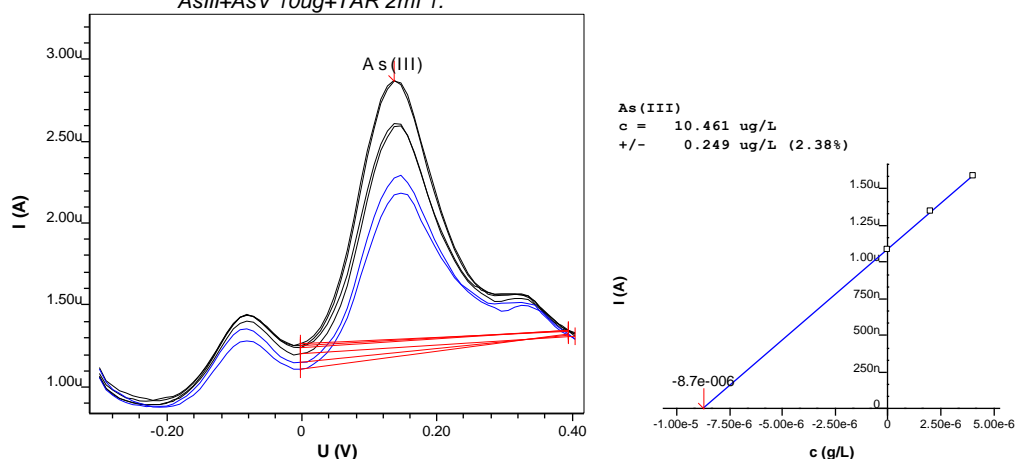 AsIII+AsV 10ug+TAR 2ml 1.
3.00u
2.50u
2.00u
1.50u
1.00u
I (A)
As(III)
-0.20
0
0.20
0.40
U (V)
As(III)
c = 10.461 ug/L
+/- 0.249 ug/L (2.38%)
1.50u
1.25u
1.00u
750n
500n
250n
0
I (A)
-8.7e-006
-1.00e-5
-7.50e-6
-5.00e-6
-2.50e-6
0
2.50e-6
5.00e-6
c (g/L)